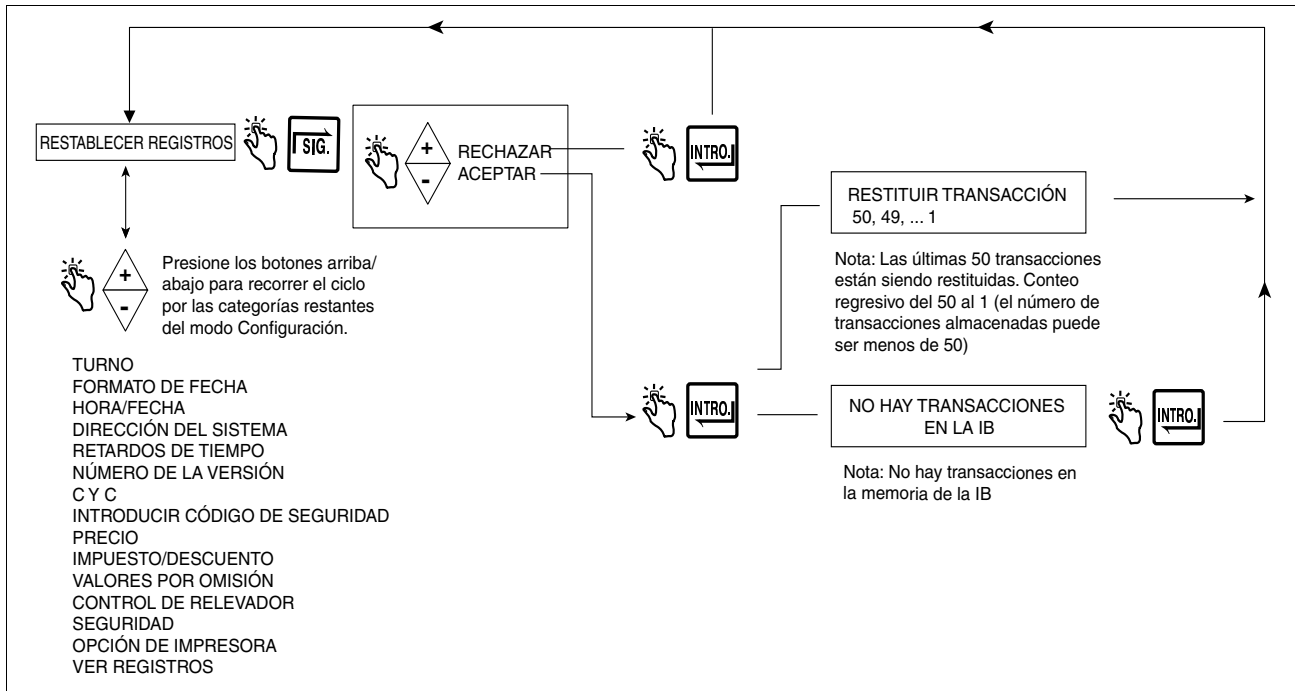 RESTABLECER REGISTROS
SIG.
+
-
RECHAZAR
ACEPTAR
INTRO.
RESTITUIR TRANSACCIÓN
50, 49, ... 1
Nota: Las últimas 50 transacciones
están siendo restituidas. Conteo
regresivo del 50 al 1 (el número de
transacciones almacenadas puede
ser menos de 50)
+
-
Presione los botones arriba/
abajo para recorrer el ciclo
por las categorías restantes
del modo Configuración.
TURNO
FORMATO DE FECHA
HORA/FECHA
DIRECCIÓN DEL SISTEMA
RETARDOS DE TIEMPO
NÚMERO DE LA VERSIÓN
C Y C
INTRODUCIR CÓDIGO DE SEGURIDAD
PRECIO
IMPUESTO/DESCUENTO
VALORES POR OMISIÓN
CONTROL DE RELEVADOR
SEGURIDAD
OPCIÓN DE IMPRESORA
VER REGISTROS
INTRO.
NO HAY TRANSACCIONES
EN LA IB
INTRO.
Nota: No hay transacciones en
la memoria de la IB